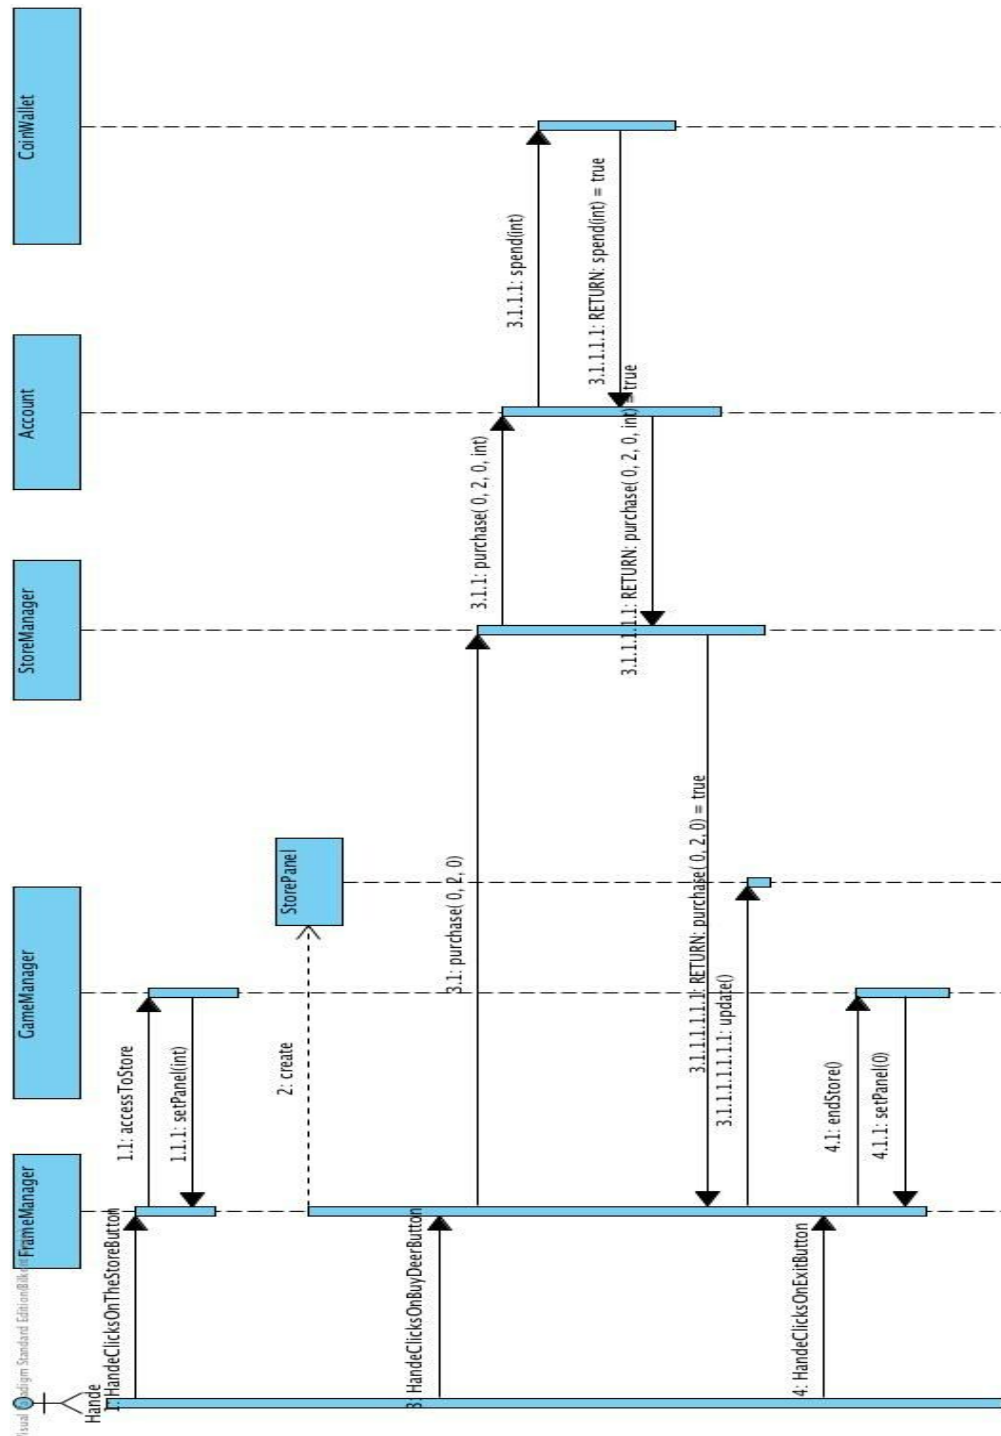 Hande
FrameManager
GameManager
StoreManager
Account
CoinWallet
1: HandeClicksOnTheStoreButton
1.1: accessToStore
1.1.1: setPanel(int)
2: create
StorePanel
3: HandeClicksOnBuyDeerButton
3.1: purchase( 0, 2, 0)
3.1.1: purchase( 0, 2, 0, int)
3.1.1.1: spend(int)
3.1.1.1.1: RETURN: spend(int) = true
3.1.1.1.1.1: RETURN: purchase( 0, 2, 0, int) = true
3.1.1.1.1.1.1: RETURN: purchase( 0, 2, 0) = true
3.1.1.1.1.1.1.1: update()
4: HandeClicksOnExitButton
4.1: endStore()
4.1.1: setPanel(0)
Standard Edition